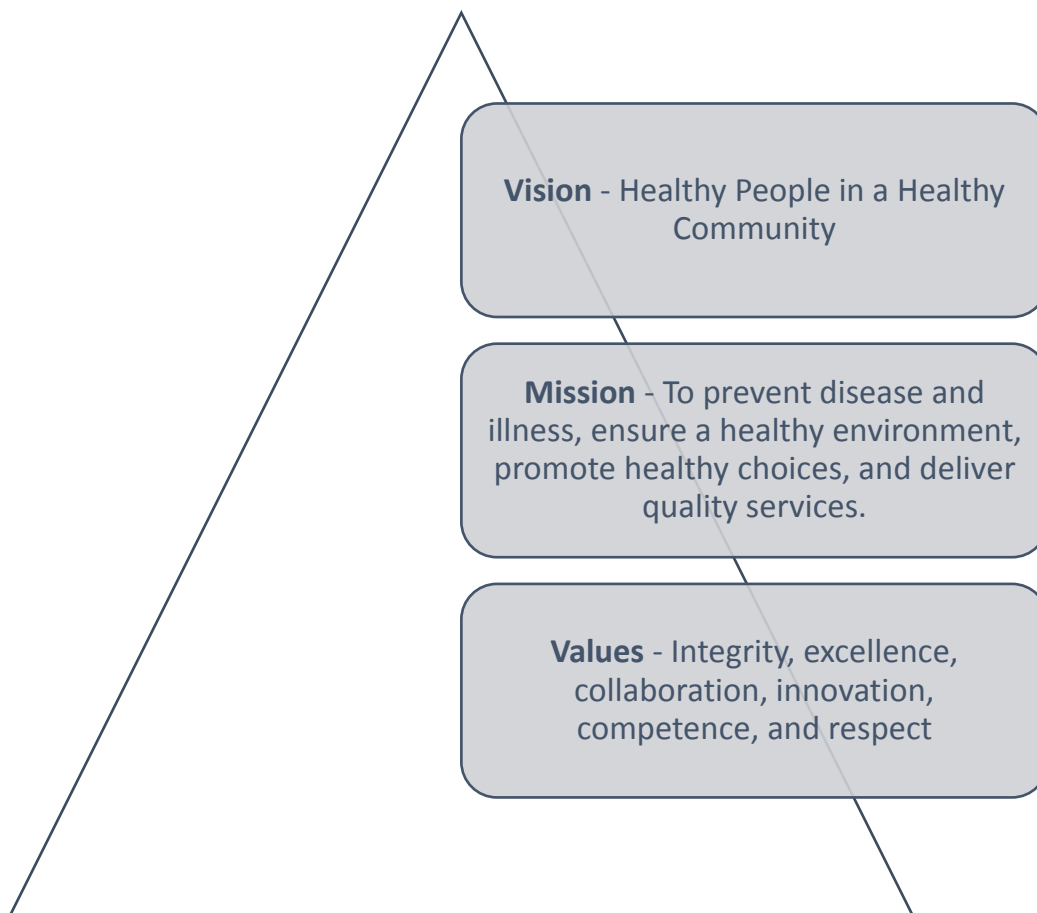 Vision - Healthy People in a Healthy
Community
Mission - To prevent disease and
illness, ensure a healthy environment,
promote healthy choices, and deliver
quality services.
Values - Integrity, excellence,
collaboration, innovation,
competence, and respect